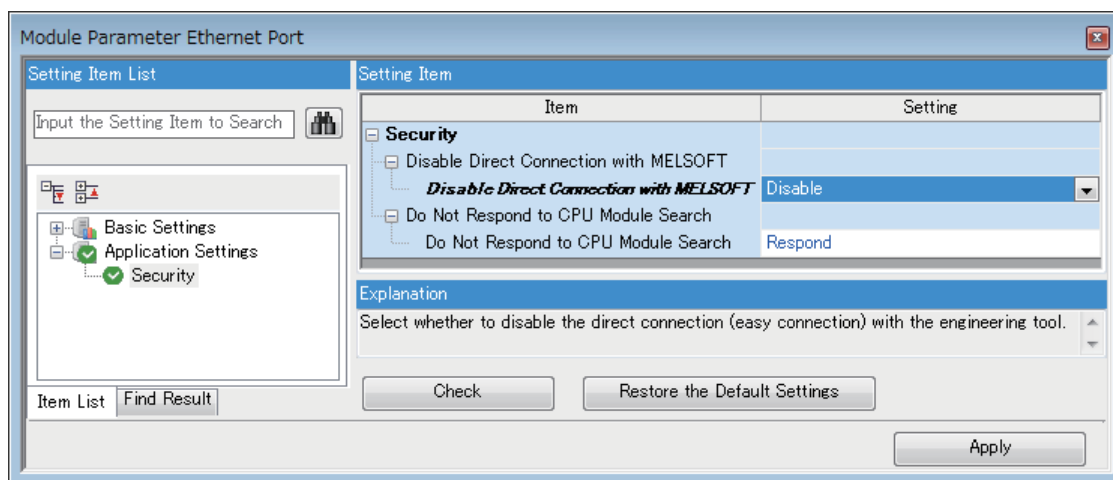 Module Parameter Ethernet Port
Setting Item List
Input the Setting Item to Search
Basic Settings
Application Settings
Security
Item List
Find Result
Setting Item
Item Setting
Security
Disable Direct Connection with MELSOFT
Disable Direct Connection with MELSOFT Disable
Do Not Respond to CPU Module Search
Do Not Respond to CPU Module Search Respond
Explanation
Select whether to disable the direct connection (easy connection) with the engineering tool.
Check
Restore the Default Settings
Apply